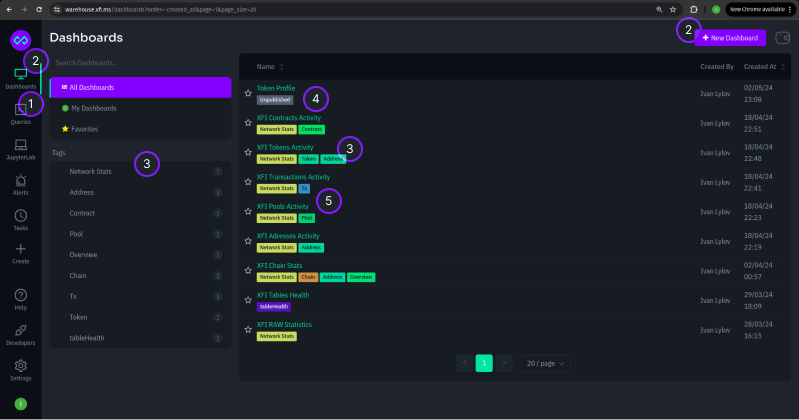 warehouse.xfi.ms/dashboards?order=-created_at&page=1&page_size=20
New Chrome available
Dashboards
2
New Dashboard
2
Dashboards
1
Queries
JupyterLab
Alerts
Tasks
Create
Help
Developers
Settings
I
Search Dashboards...
All Dashboards
My Dashboards
Favorites
Tags
3
Network Stats 7
Address
Contract 1
Pool 1
Overview 1
Chain 1
Tx 1
Token 1
tableHealth 1
Name Created By Created At
Token Profile
Unpublished
4
Ivan Lylov
02/05/24
23:08
XFI Contracts Activity
Network Stats Contract
Ivan Lylov
18/04/24
22:51
XFI Tokens Activity
3
Network Stats Token Address
Ivan Lylov
18/04/24
22:48
XFI Transactions Activity
Network Stats Tx
Ivan Lylov
18/04/24
22:41
5
XFI Pools Activity
Network Stats Pool
Ivan Lylov
18/04/24
22:23
XFI Adresses Activity
Network Stats Address
Ivan Lylov
18/04/24
22:19
XFI Chain Stats
Network Stats Chain Address Overview
Ivan Lylov
02/04/24
00:57
XFI Tables Health
tableHealth
Ivan Lylov
29/03/24
18:09
XFI RAW Statistics
Network Stats
Ivan Lylov
28/03/24
16:15
< 1 > 20 / page